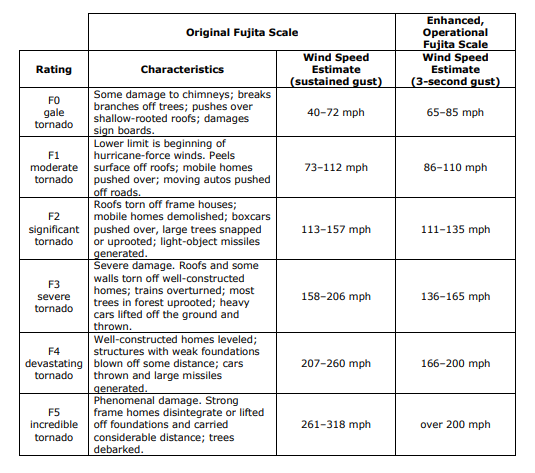 Original Fujita Scale
Enhanced,
Operational
Fujita Scale
Rating
Characteristics
Wind Speed
Estimate
(sustained gust)
Wind Speed
Estimate
(3-second gust)
F0
gale
tornado
Some damage to chimneys; breaks
branches off trees; pushes over
shallow-rooted roofs; damages
sign boards.
40–72 mph
65–85 mph
F1
moderate
tornado
Lower limit is beginning of
hurricane-force winds. Peels
surface off roofs; mobile homes
pushed over; moving autos pushed
off roads.
73–112 mph
86–110 mph
F2
significant
tornado
Roofs torn off frame houses;
mobile homes demolished; boxcars
pushed over, large trees snapped
or uprooted; light-object missiles
generated.
113–157 mph
111–135 mph
F3
severe
tornado
Severe damage. Roofs and some
walls torn off well-constructed
homes; trains overturned; most
trees in forest uprooted; heavy
cars lifted off the ground and
thrown.
158–206 mph
136–165 mph
F4
devastating
tornado
Well-constructed homes leveled;
structures with weak foundations
blown off some distance; cars
thrown and large missiles
generated.
207–260 mph
166–200 mph
F5
incredible
tornado
Phenomenal damage. Strong
frame homes disintegrate or lifted
off foundations and carried
considerable distance; trees
debarked.
261–318 mph
over 200 mph